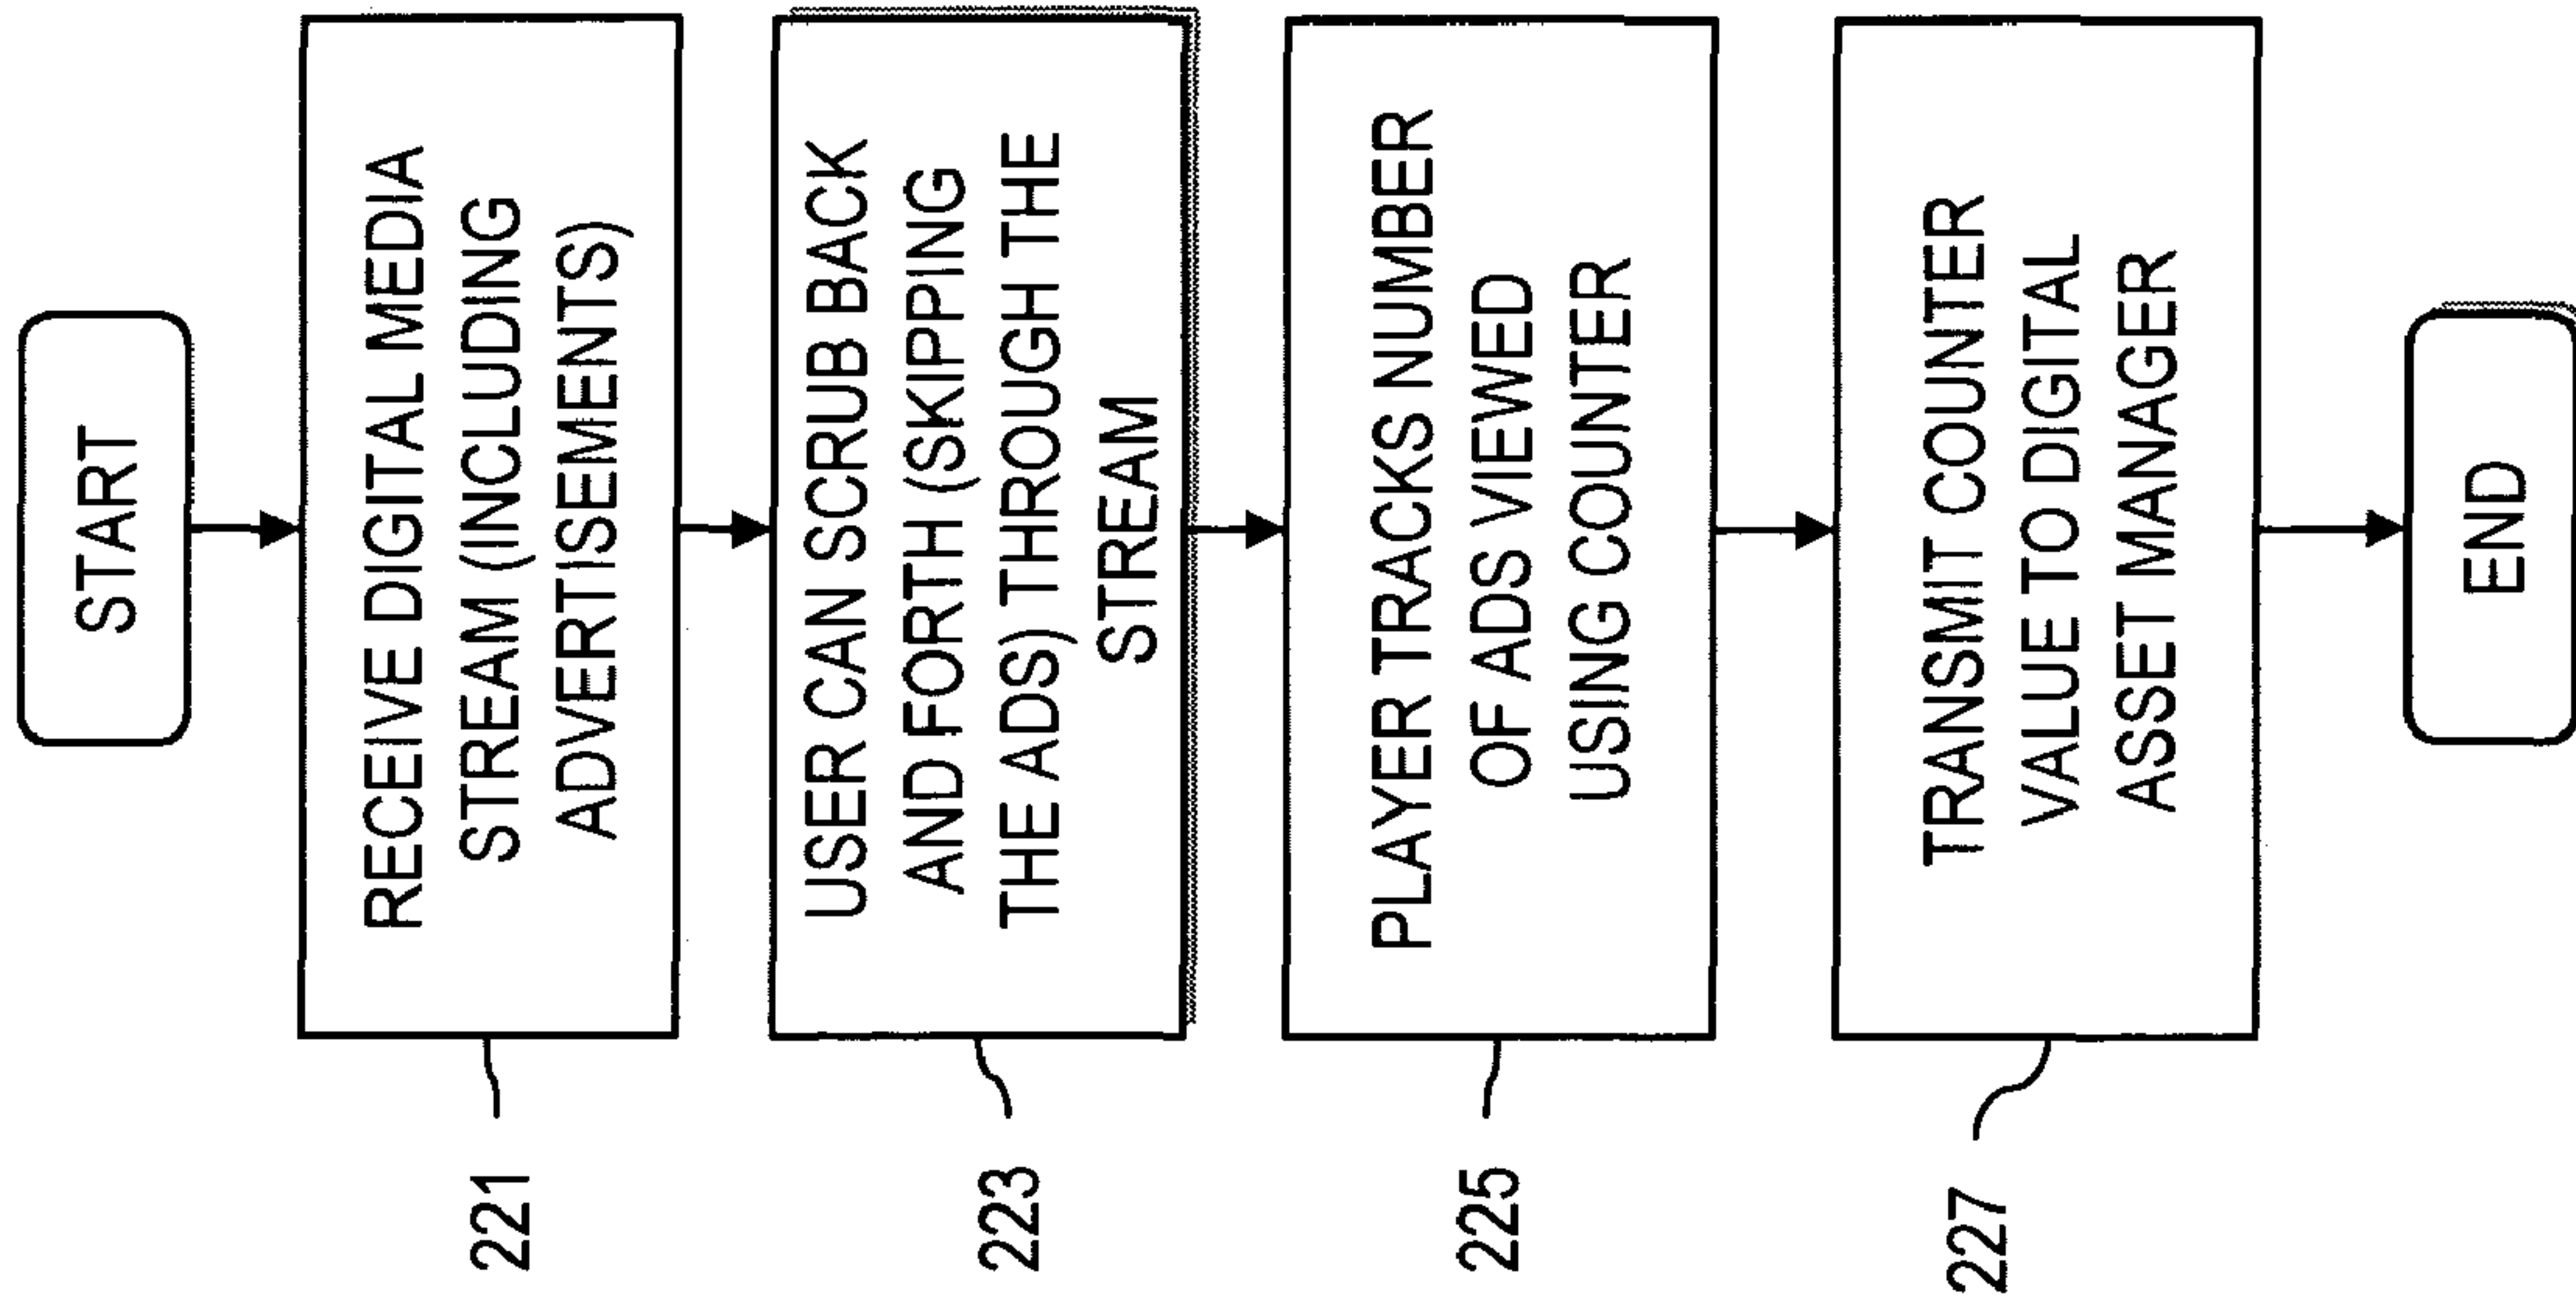 START
RECEIVE DIGITAL MEDIA
STREAM (INCLUDING
ADVERTISEMENTS)
221
USER CAN SCRUB BACK
AND FORTH (SKIPPING
THE ADS) THROUGH THE
STREAM
223
PLAYER TRACKS NUMBER
OF ADS VIEWED
USING COUNTER
225
TRANSMIT COUNTER
VALUE TO DIGITAL
ASSET MANAGER
227
END